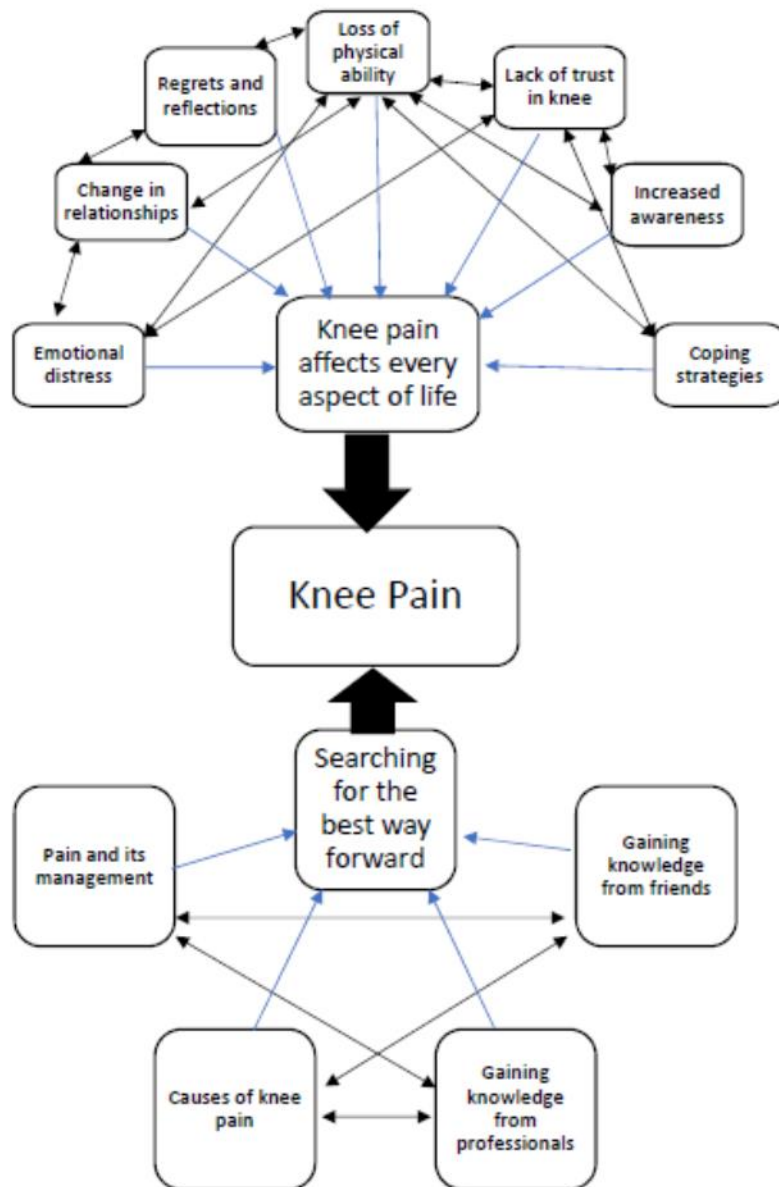 Loss of
physical
ability
Regrets and
reflections
Lack of trust
in knee
Change in
relationships
Increased
awareness
Emotional
distress
Knee pain
affects every
aspect of life
Coping
strategies
Knee Pain
Searching
for the
best way
forward
Pain and its
management
Gaining
knowledge
from friends
Causes of knee
pain
Gaining
knowledge
from
professionals